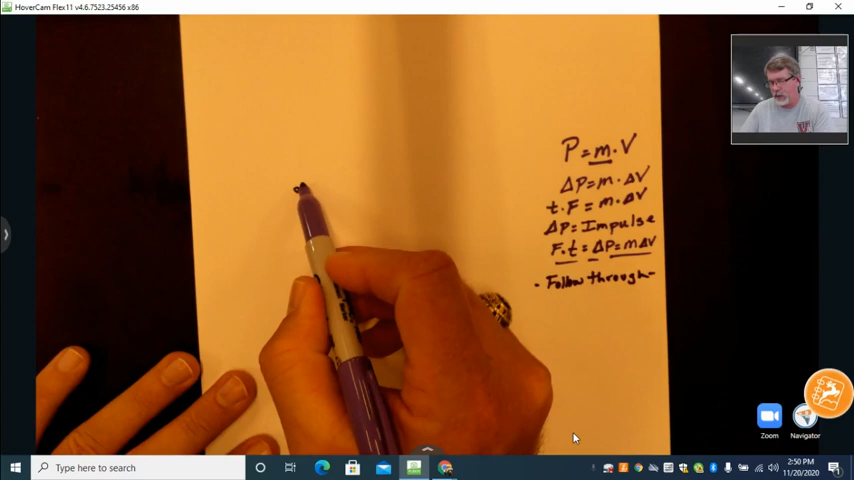 HoverCam Flex11 v4.6.7523.25456 x86
P = m · V
ΔP = m · ΔV
t · F = m · ΔV
ΔP = Impulse
F. t = ΔP = mΔV
· Follow through-
Zoom
Navigator
Type here to search
2:50 PM
11/20/2020